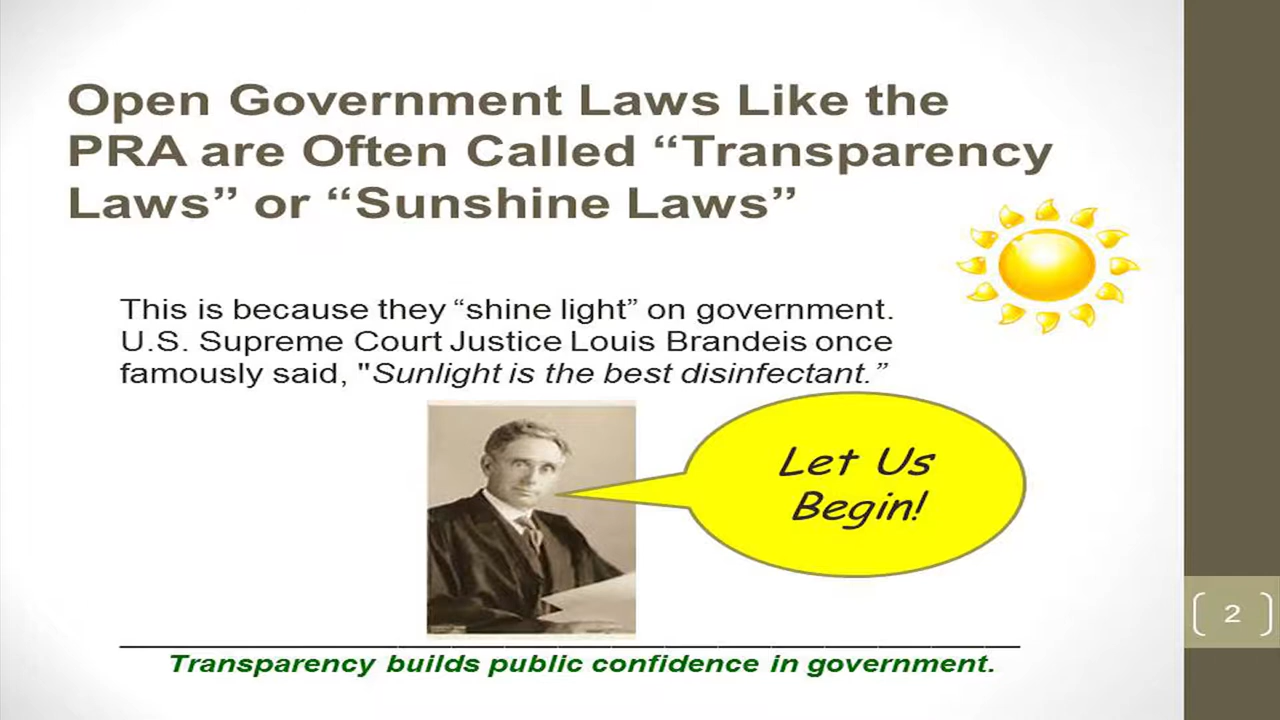 Open Government Laws Like the
PRA are Often Called “Transparency
Laws” or “Sunshine Laws”
This is because they “shine light” on government.
U.S. Supreme Court Justice Louis Brandeis once
famously said, "Sunlight is the best disinfectant.”
Let Us
Begin!
2
Transparency builds public confidence in government.